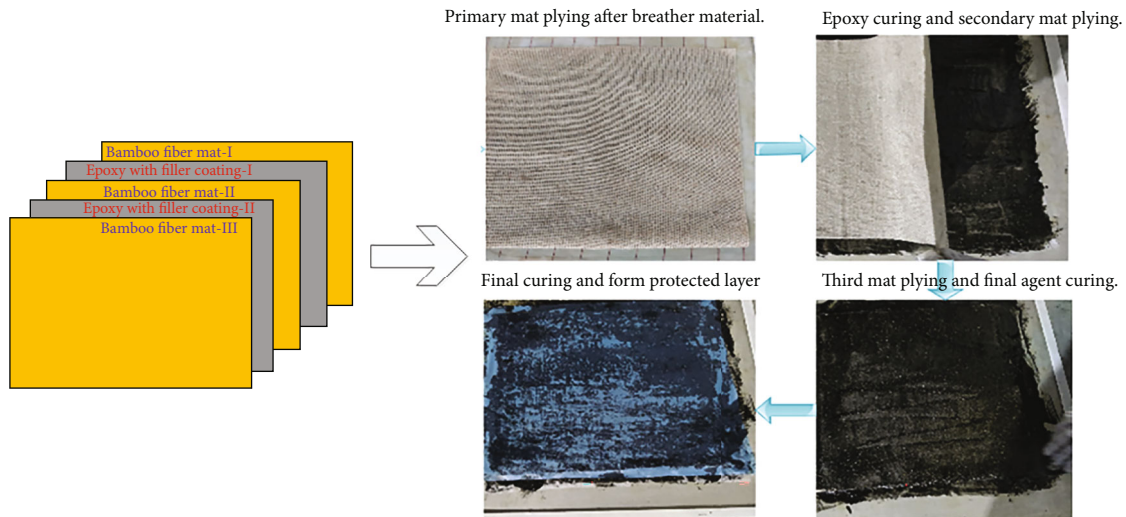 Bamboo fiber mat-I
Epoxy with filler coating-I
Bamboo fiber mat-II
Epoxy with filler coating-II
Bamboo fiber mat-III
Primary mat plying after breather material.
Epoxy curing and secondary mat plying.
Third mat plying and final agent curing.
Final curing and form protected layer